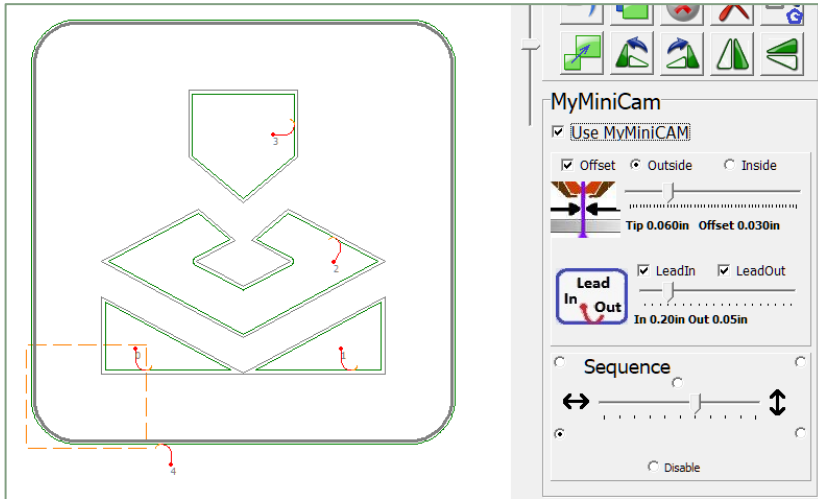 MyMiniCam
Use MyMiniCAM
Offset Outside Inside
Tip 0.060in Offset 0.030in
Lead
In
Out
LeadIn LeadOut
In 0.20in Out 0.05in
Sequence
Disable
3
2
0
1
4